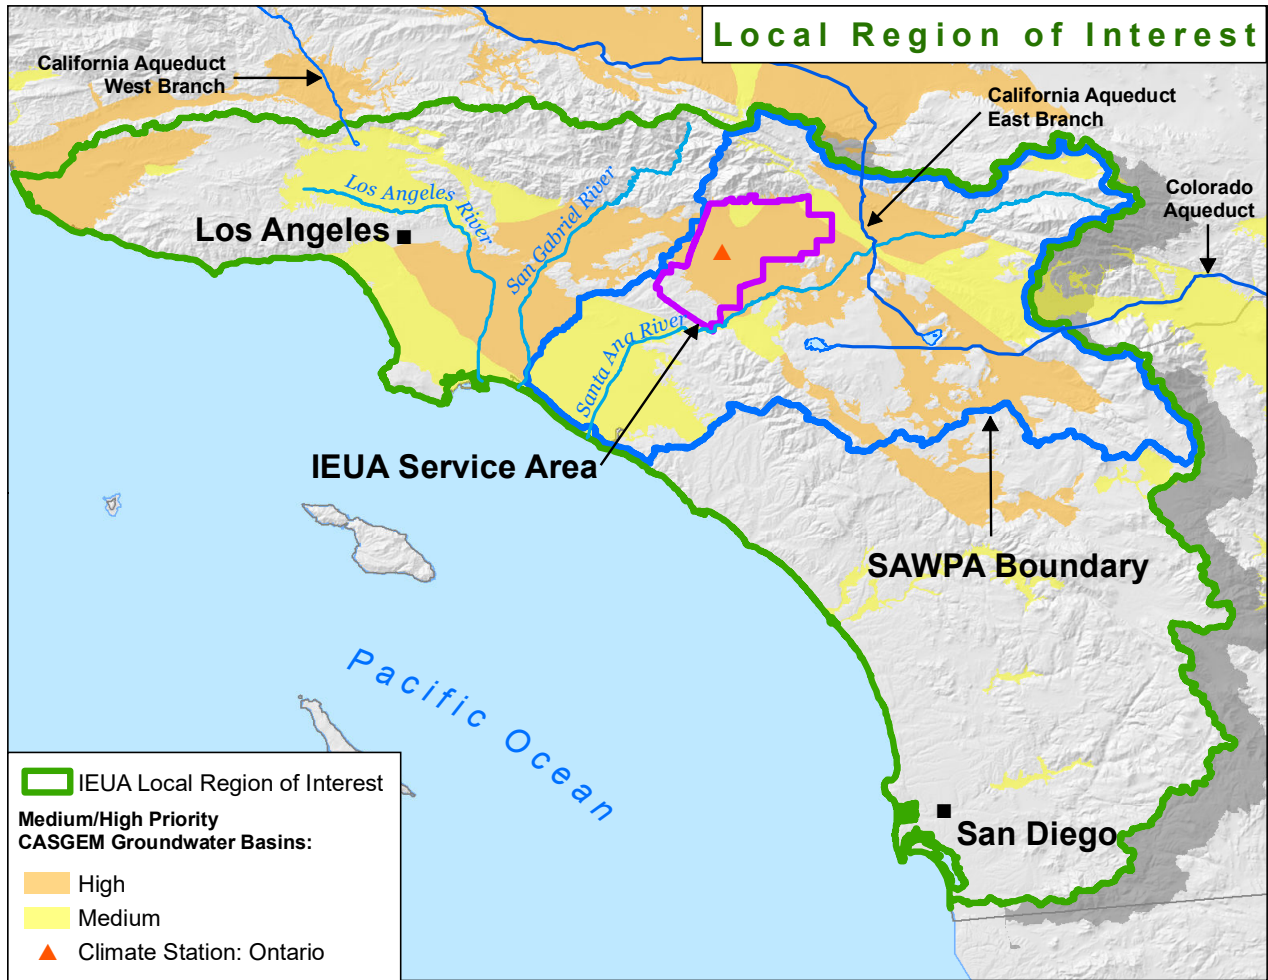 Local Region of Interest
California Aqueduct
West Branch
California Aqueduct
East Branch
Colorado
Aqueduct
Los Angeles River
San Gabriel River
Los Angeles
Santa Ana River
IEUA Service Area
SAWPA Boundary
Pacific Ocean
San Diego
IEUA Local Region of Interest
Medium/High Priority
CASGEM Groundwater Basins:
High
Medium
Climate Station: Ontario